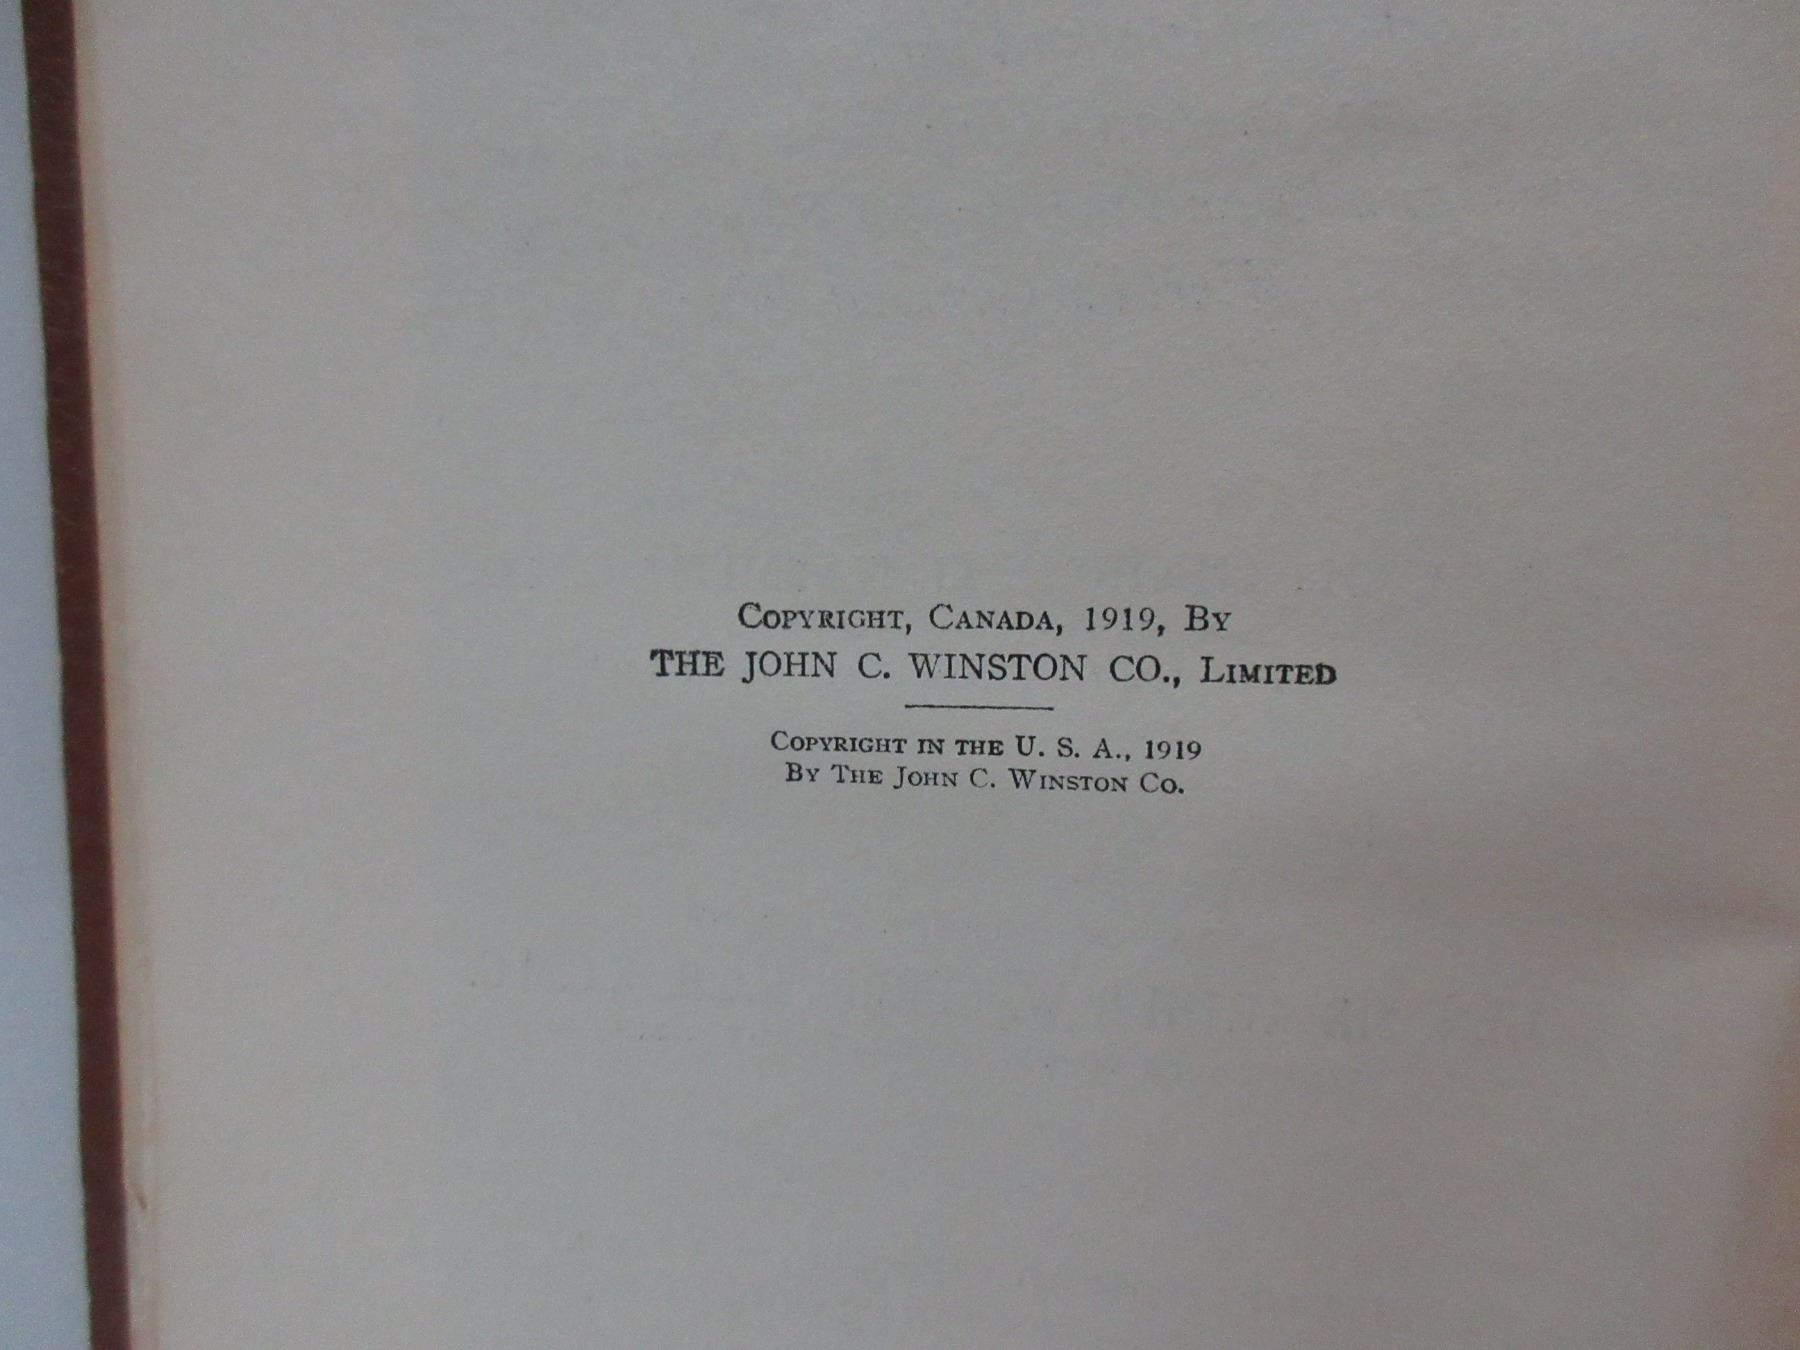 Copyright, Canada, 1919, By
THE JOHN C. WINSTON CO., Limited
Copyright in the U. S. A., 1919
By The John C. Winston Co.